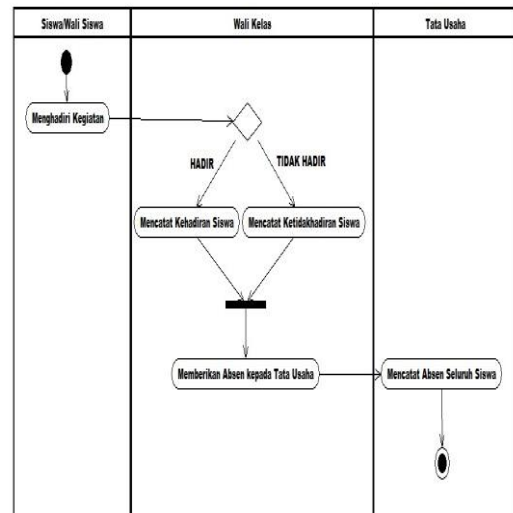 Siswa/Wali Siswa
Wali Kelas
Tata Usaha
Menghadiri Kegiatan
HADIR
TIDAK HADIR
Mencatat Kehadiran Siswa
Mencatat Ketidakhadiran Siswa
Memberikan Absen kepada Tata Usaha
Mencatat Absen Seluruh Siswa